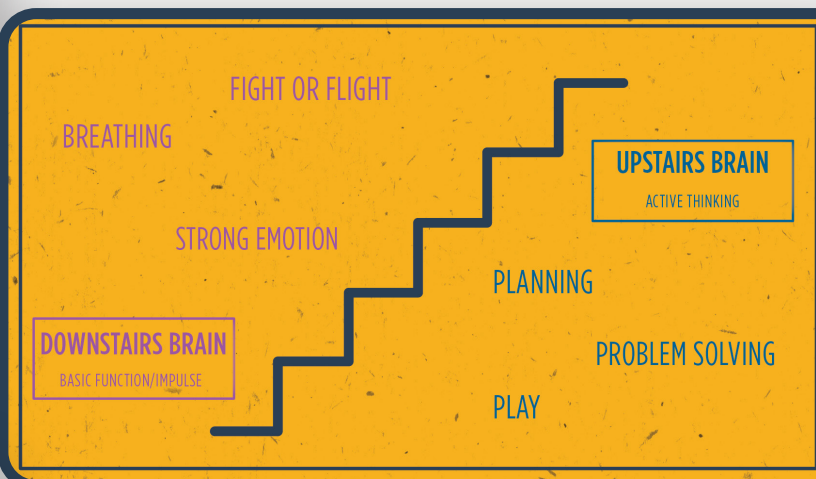 FIGHT OR FLIGHT
BREATHING
STRONG EMOTION
DOWNSTAIRS BRAIN
BASIC FUNCTION/IMPULSE
UPSTAIRS BRAIN
ACTIVE THINKING
PLANNING
PROBLEM SOLVING
PLAY